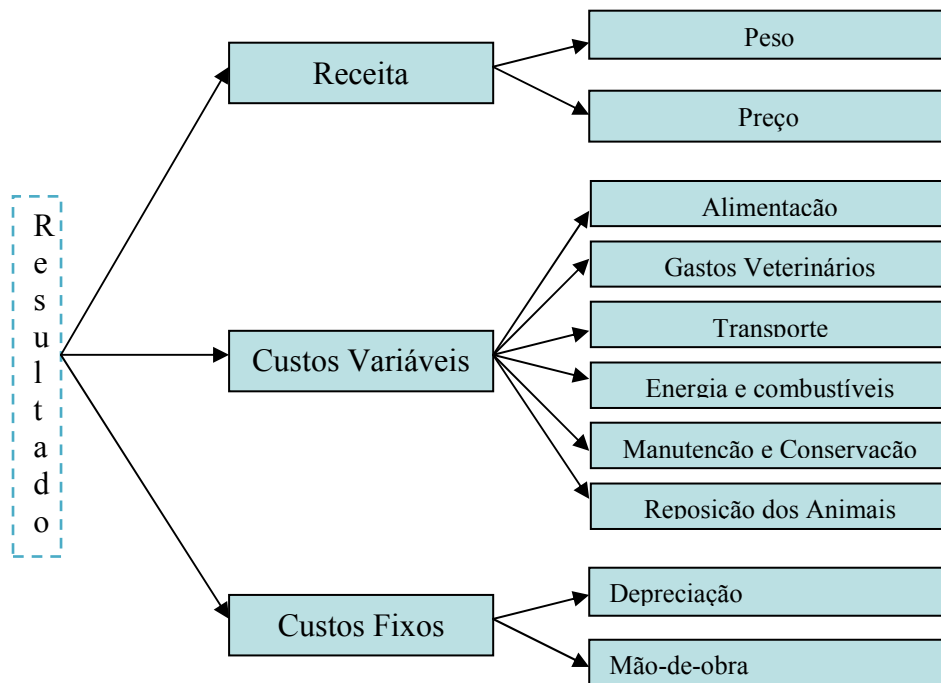 Resultado
Receita
Peso
Preço
Custos Variáveis
Alimentacão
Gastos Veterinários
Transporte
Energia e combustíveis
Manutencão e Conservacão
Reposicão dos Animais
Custos Fixos
Depreciação
Mão-de-obra